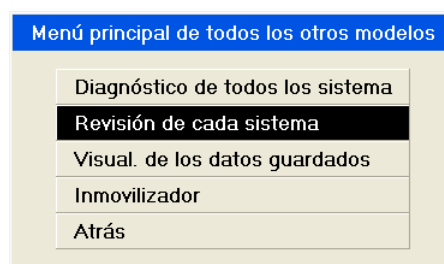 Menú principal de todos los otros modelos
Diagnóstico de todos los sistema
Revisión de cada sistema
Visual. de los datos guardados
Inmovilizador
Atrás